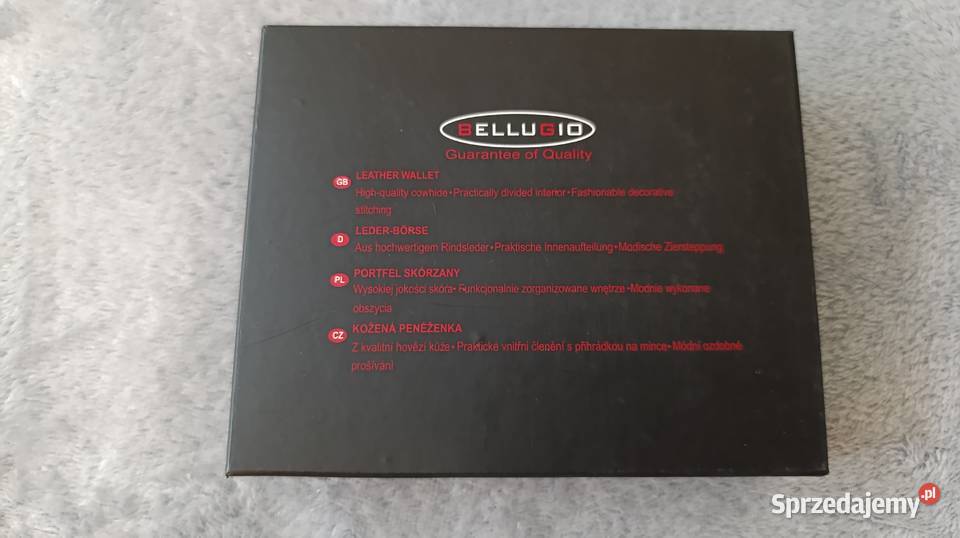 BELLUGIO
Guarantee of Quality
GB LEATHER WALLET
High-quality cowhide•Practically divided interior•Fashionable decorative
stitching
D LEDER-BÖRSE
Aus hochwertigem Rindsleder•Praktische Innenaufteilung•Modische Ziersteppung
PL PORTFEL SKÓRZANY
Wysokiej jokości skóra•Funkcjonalnie zorganizowane wnętrze•Modnie wykonane
obszycia
CZ KOŽENÁ PENĚŽENKA
Z kvalitní hovězí kůže•Praktické vnitřní členění s přihrádkou na mince•Módní ozdobné
prošívání
Sprzedajemy.pl